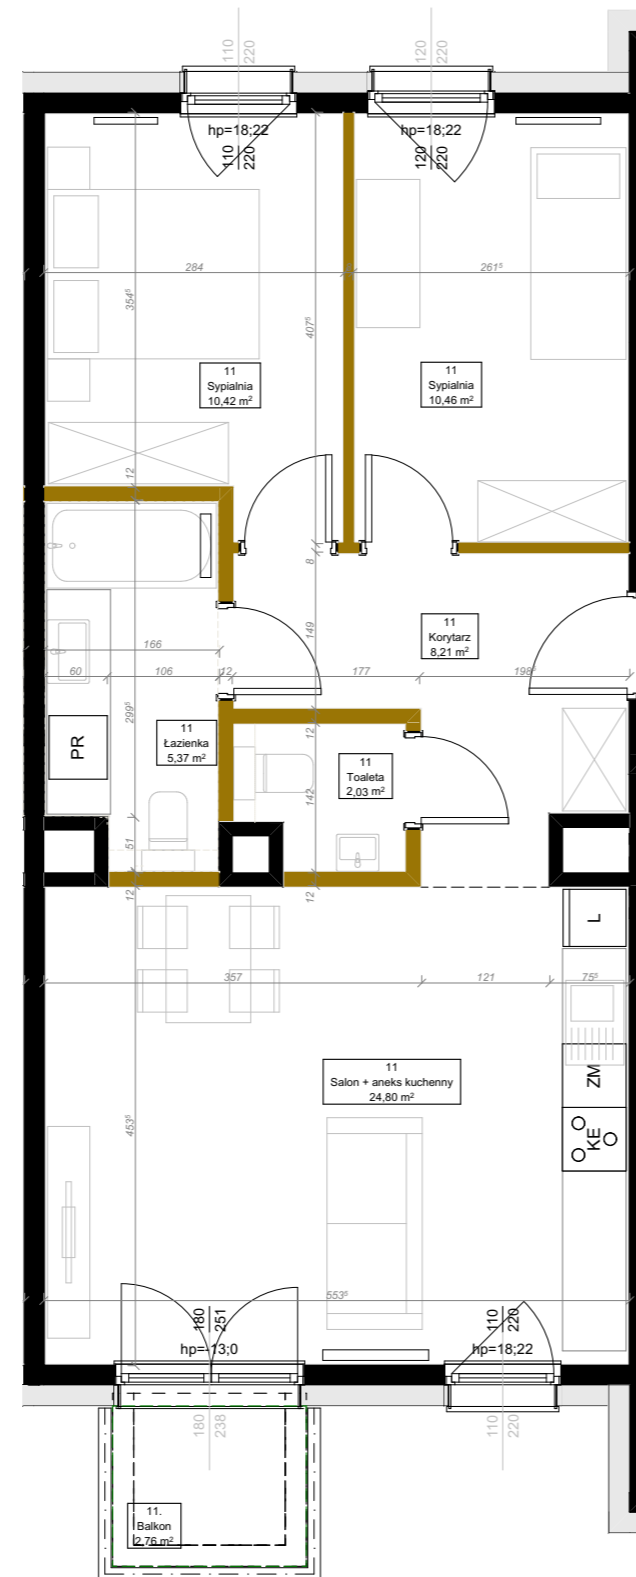 110
220
120
220
hp=18;22
110
220
hp=18;22
120
220
284
261⁵
354⁵
407⁵
11
Sypialnia
10,42 m²
11
Sypialnia
10,46 m²
12
8
149
11
Korytarz
8,21 m²
166
60
106
12
177
198⁵
299⁵
PR
11
Łazienka
5,37 m²
12
11
Toaleta
2,03 m²
142
51
12
12
L
357
121
75⁵
ZM
11
Salon + aneks kuchenny
24,80 m²
KE
453⁵
553⁵
180
251
hp=-13;0
110
220
hp=18;22
180
238
110
220
11.
Balkon
2,76 m²